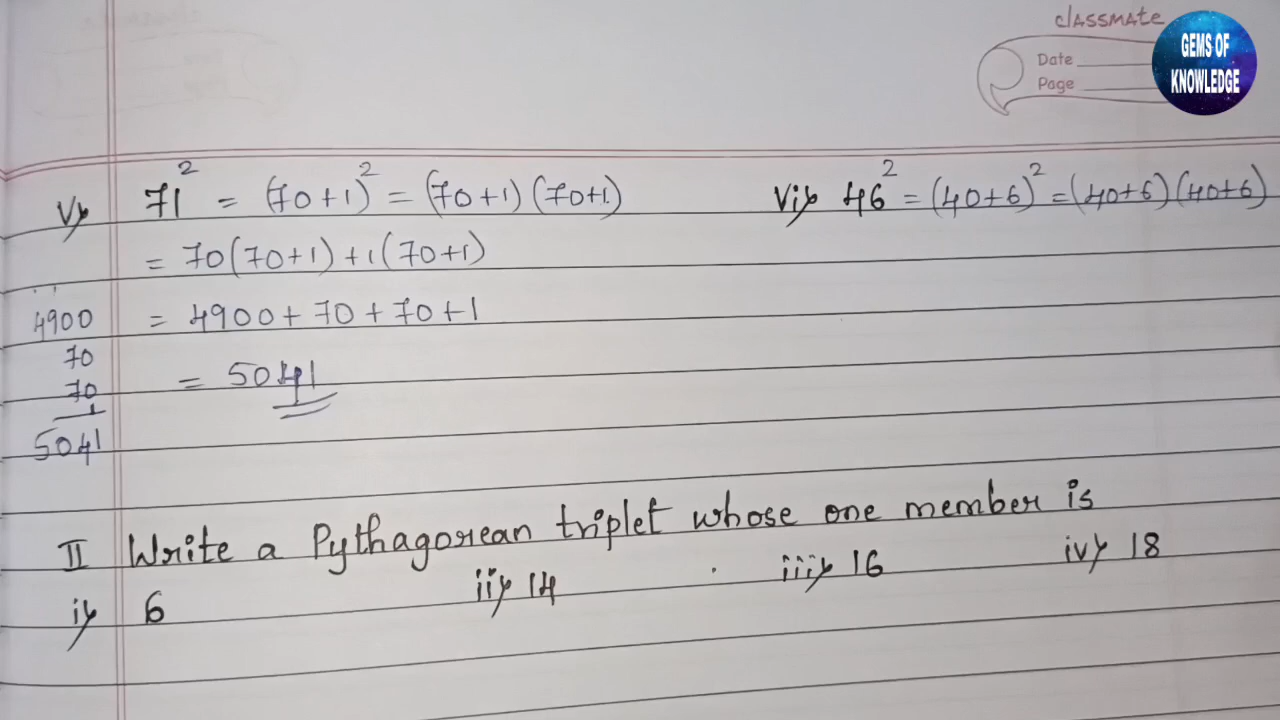 classmate
Date
Page
GEMS OF
KNOWLEDGE
v) 71² = (70+1)² = (70+1)(70+1)
= 70(70+1)+1(70+1)
= 4900+70+70+1
= 5041
4900
70
70
1
5041
vi) 46² = (40+6)² = (40+6)(40+6)
II Write a Pythagorean triplet whose one member is
i) 6 ii) 14 iii) 16 iv) 18